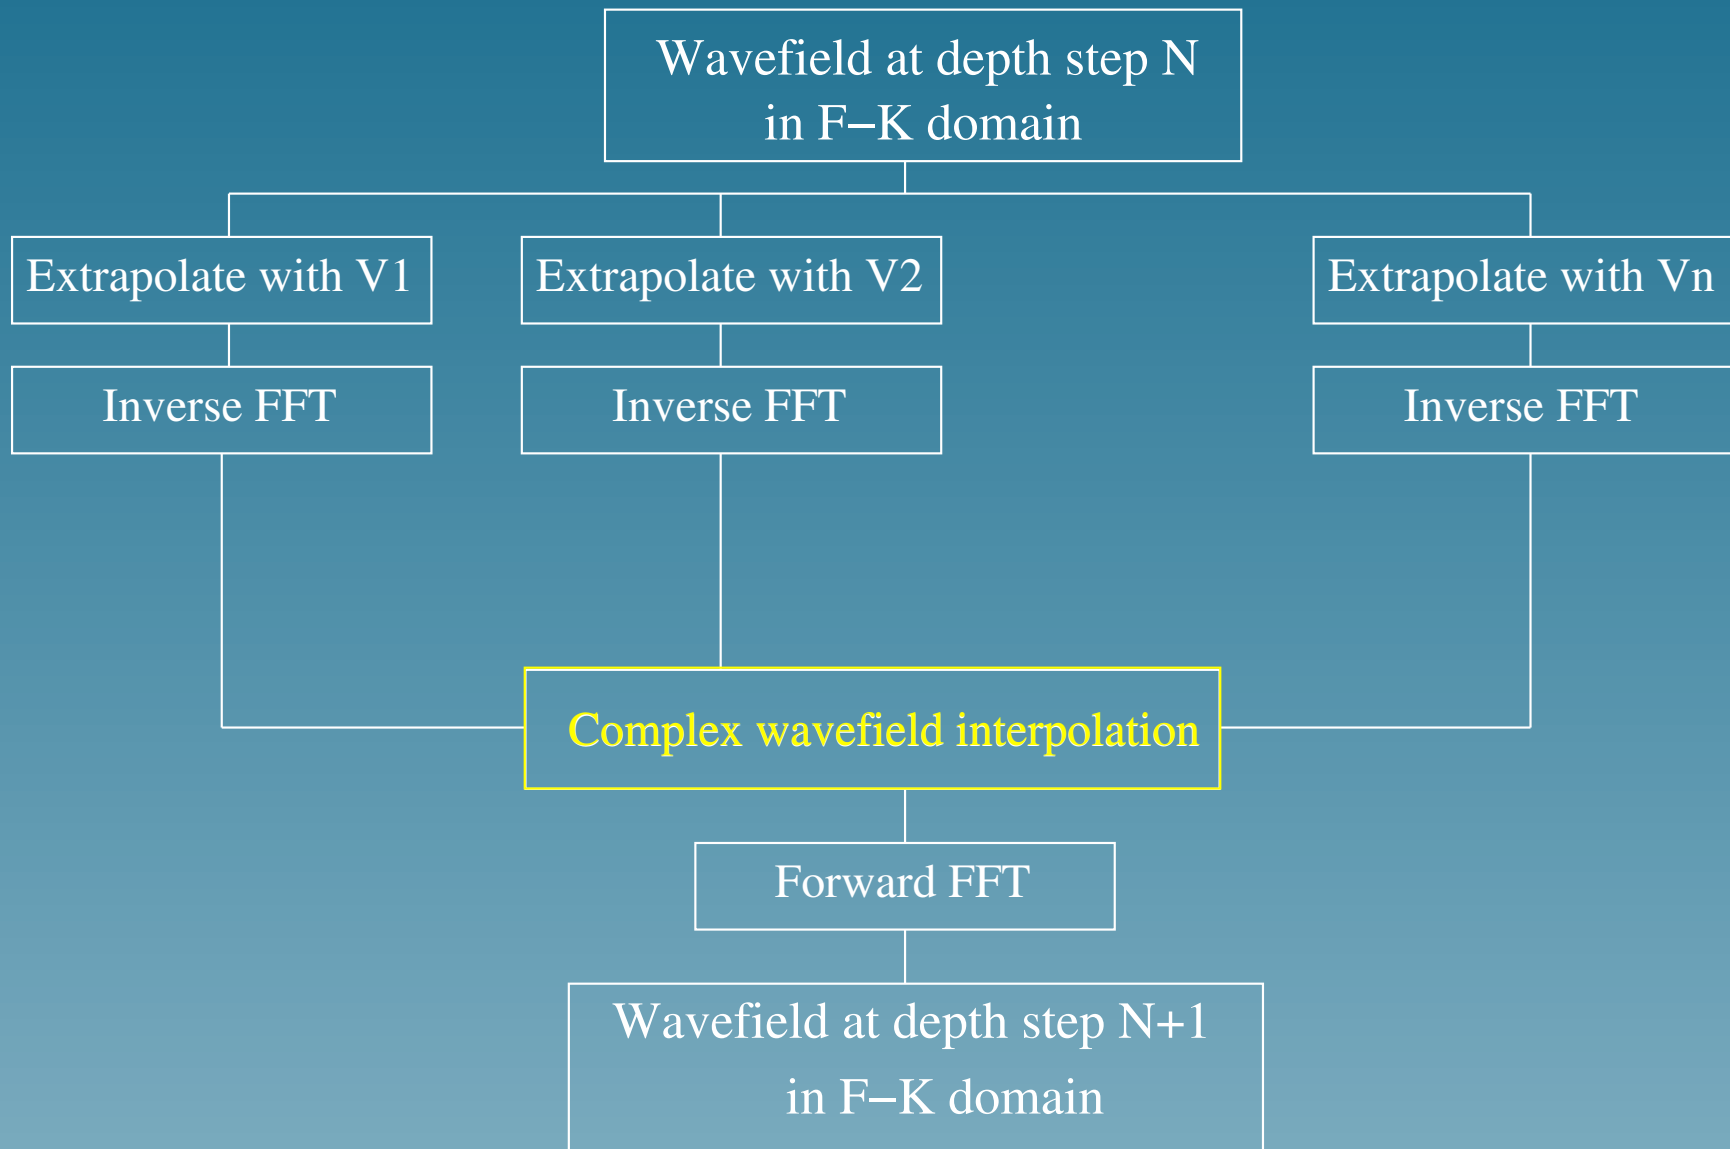 Wavefield at depth step N
in F−K domain
Extrapolate with V1
Extrapolate with V2
Extrapolate with Vn
Inverse FFT
Inverse FFT
Inverse FFT
Complex wavefield interpolation
Forward FFT
Wavefield at depth step N+1
in F−K domain